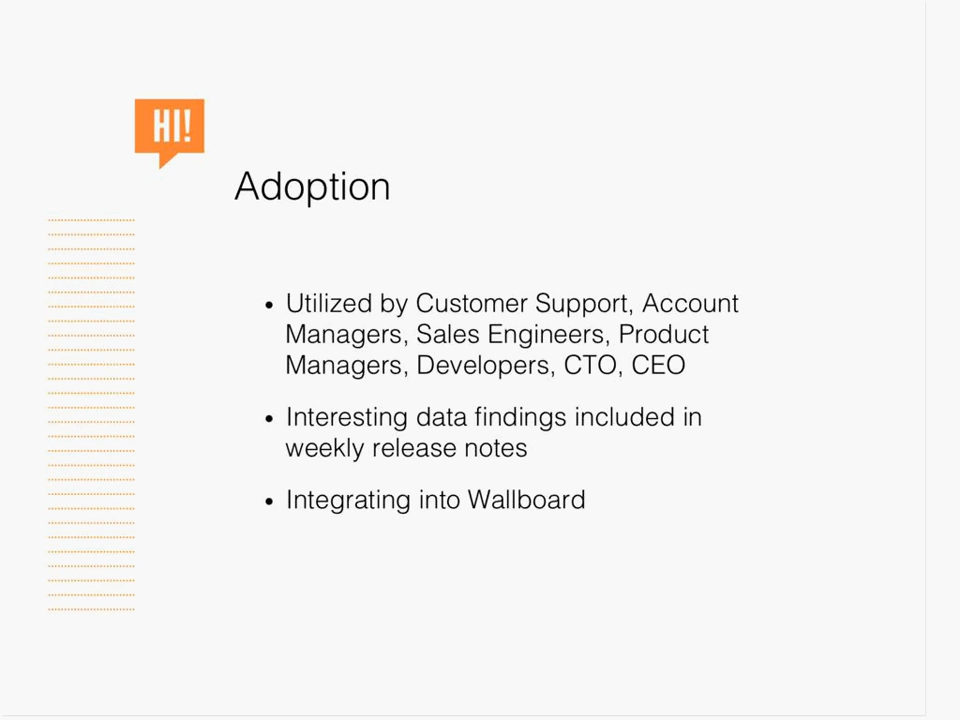 HI!
Adoption
• Utilized by Customer Support, Account
Managers, Sales Engineers, Product
Managers, Developers, CTO, CEO
• Interesting data findings included in
weekly release notes
• Integrating into Wallboard